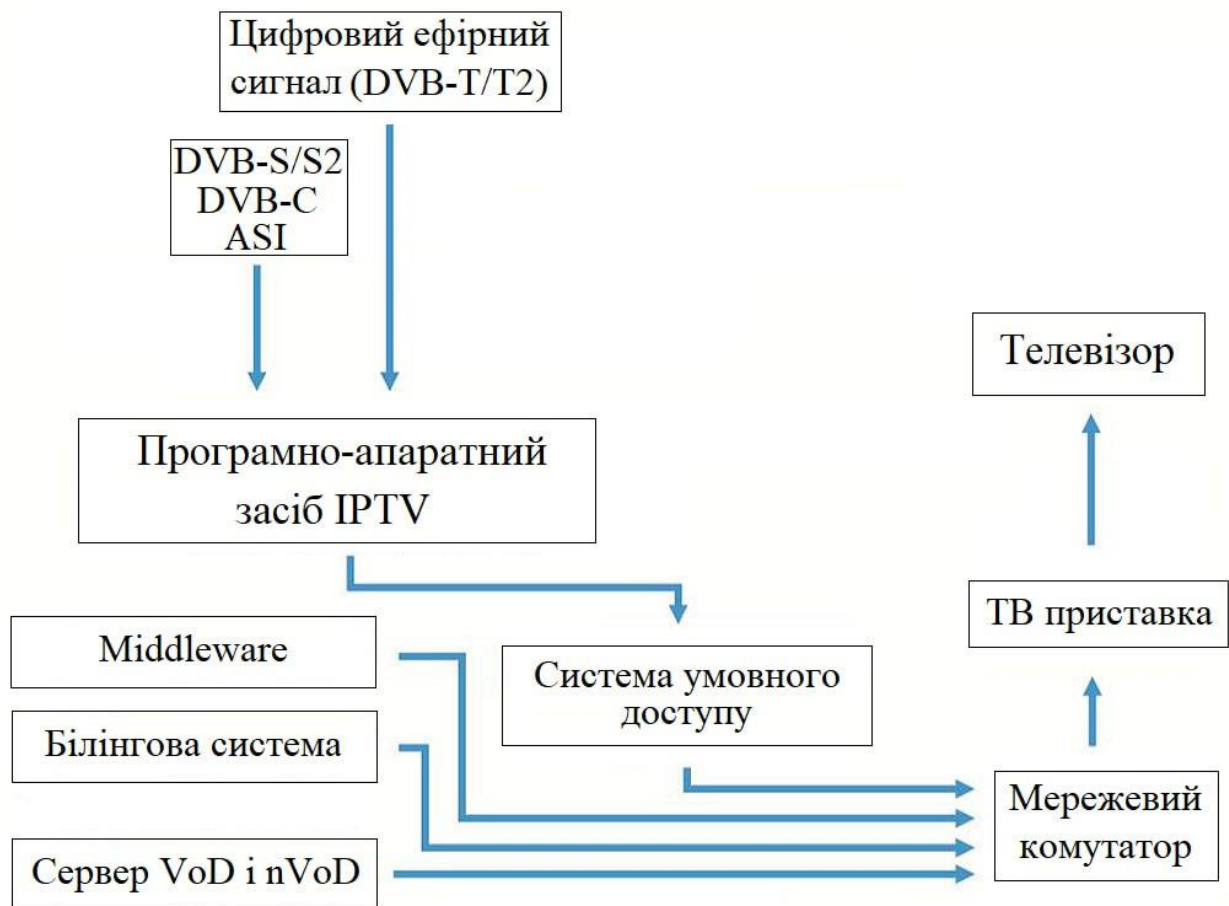 Цифровий ефірний
сигнал (DVB-T/T2)
DVB-S/S2
DVB-C
ASI
Телевізор
Програмно-апаратний
засіб IPTV
ТВ приставка
Middleware
Система умовного
доступу
Білінгова система
Мережевий
комутатор
Сервер VoD і nVoD